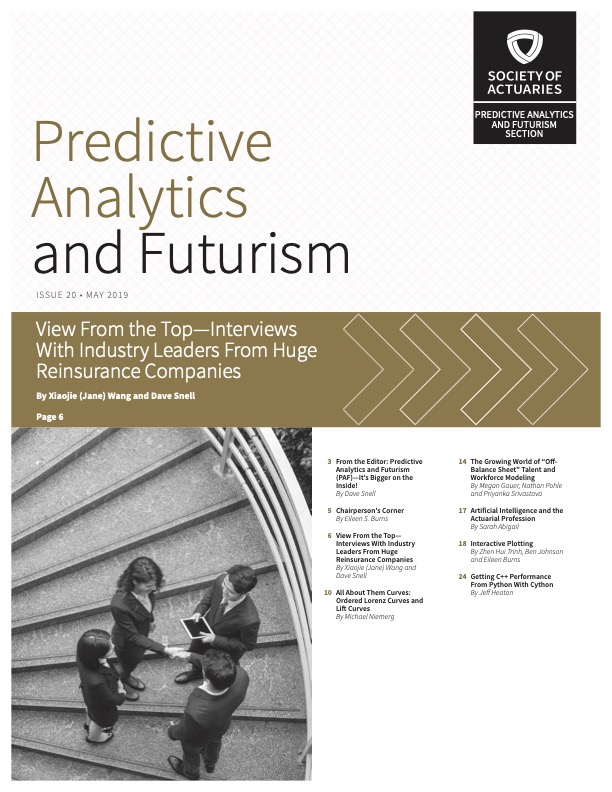 SOCIETY OF
ACTUARIES
PREDICTIVE ANALYTICS
AND FUTURISM
SECTION
Predictive
Analytics
and Futurism
ISSUE 20 • MAY 2019
View From the Top—Interviews
With Industry Leaders From Huge
Reinsurance Companies
By Xiaojie (Jane) Wang and Dave Snell
Page 6
3 From the Editor: Predictive
Analytics and Futurism
(PAF)—It's Bigger on the
Inside!
By Dave Snell
5 Chairperson's Corner
By Eileen S. Burns
6 View From the Top—
Interviews With Industry
Leaders From Huge
Reinsurance Companies
By Xiaojie (Jane) Wang and
Dave Snell
10 All About Them Curves:
Ordered Lorenz Curves and
Lift Curves
By Michael Niemerg
14 The Growing World of "Off-
Balance Sheet" Talent and
Workforce Modeling
By Megan Gauer, Nathan Pohle
and Priyanka Srivastava
17 Artificial Intelligence and the
Actuarial Profession
By Sarah Abigail
18 Interactive Plotting
By Zhen Hui Trinh, Ben Johnson
and Eileen Burns
24 Getting C++ Performance
From Python With Cython
By Jeff Heaton